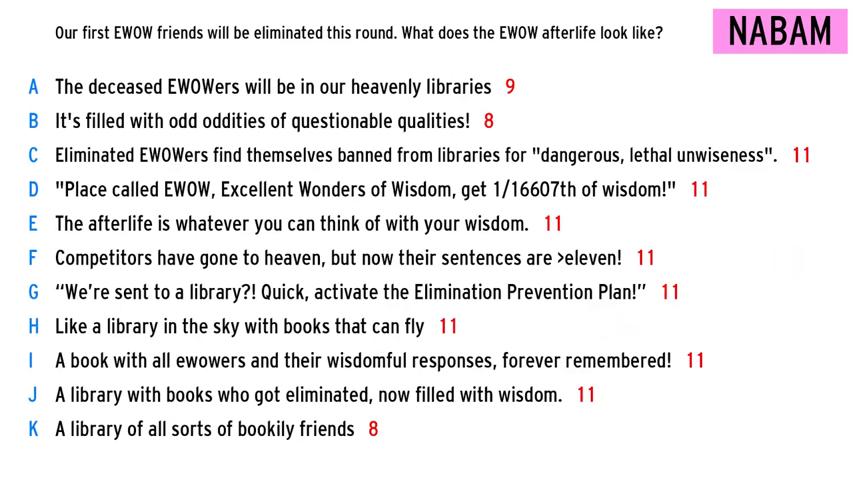 Our first EWOW friends will be eliminated this round. What does the EWOW afterlife look like?
NABAM
A The deceased EWOWers will be in our heavenly libraries 9
B It's filled with odd oddities of questionable qualities! 8
C Eliminated EWOWers find themselves banned from libraries for "dangerous, lethal unwiseness". 11
D "Place called EWOW, Excellent Wonders of Wisdom, get 1/16607th of wisdom!" 11
E The afterlife is whatever you can think of with your wisdom. 11
F Competitors have gone to heaven, but now their sentences are >eleven! 11
G “We’re sent to a library?! Quick, activate the Elimination Prevention Plan!” 11
H Like a library in the sky with books that can fly 11
I A book with all ewowers and their wisdomful responses, forever remembered! 11
J A library with books who got eliminated, now filled with wisdom. 11
K A library of all sorts of bookily friends 8